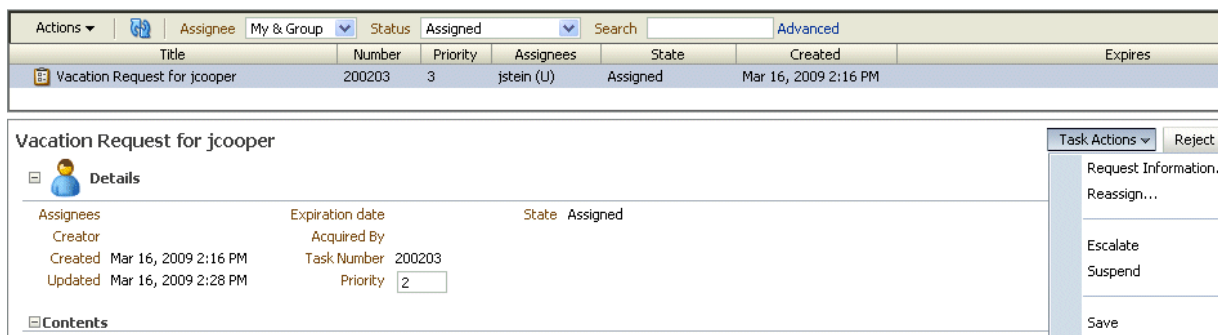 Actions Assignee My & Group Status Assigned Search Advanced
Title Number Priority Assignees State Created Expires
Vacation Request for jcooper 200203 3 jstein (U) Assigned Mar 16, 2009 2:16 PM
Vacation Request for jcooper Task Actions Reject
Details Request Information.
Reassign...
Assignees Expiration date State Assigned
Creator Acquired By Escalate
Created Mar 16, 2009 2:16 PM Task Number 200203
Updated Mar 16, 2009 2:28 PM Priority 2 Suspend
Contents Save